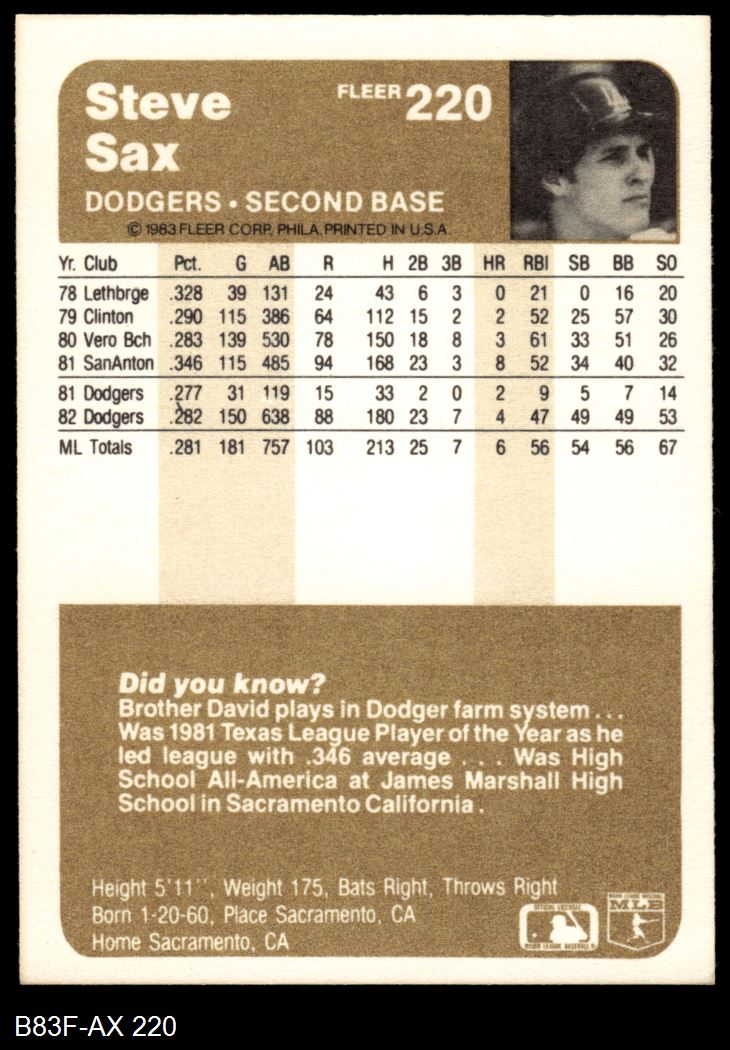 Steve
Sax
FLEER 220
DODGERS • SECOND BASE
© 1983 FLEER CORP., PHILA. PRINTED IN U.S.A.
Yr. Club Pct. G AB R H 2B 3B HR RBI SB BB SO
78 Lethbrge .328 39 131 24 43 6 3 0 21 0 16 20
79 Clinton .290 115 386 64 112 15 2 2 52 25 57 30
80 Vero Bch .283 139 530 78 150 18 8 3 61 33 51 26
81 SanAnton .346 115 485 94 168 23 3 8 52 34 40 32
81 Dodgers .277 31 119 15 33 2 0 2 9 5 7 14
82 Dodgers .282 150 638 88 180 23 7 4 47 49 49 53
ML Totals .281 181 757 103 213 25 7 6 56 54 56 67
Did you know?
Brother David plays in Dodger farm system . . .
Was 1981 Texas League Player of the Year as he
led league with .346 average . . . Was High
School All-America at James Marshall High
School in Sacramento California .
Height 5'11'', Weight 175, Bats Right, Throws Right
Born 1-20-60, Place Sacramento, CA
Home Sacramento, CA
OFFICIAL LICENSEE
MAJOR LEAGUE BASEBALL
MAJOR LEAGUE BASEBALL
B83F-AX 220